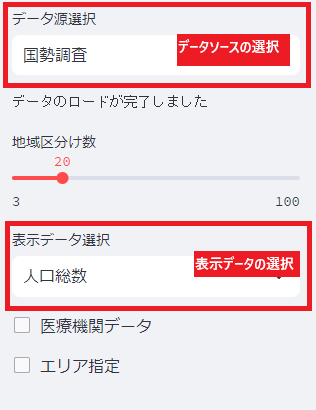 データ源選択
国勢調査
データソースの選択
データのロードが完了しました
地域区分け数
20
3
100
表示データ選択
人口総数
表示データの選択
医療機関データ
エリア指定